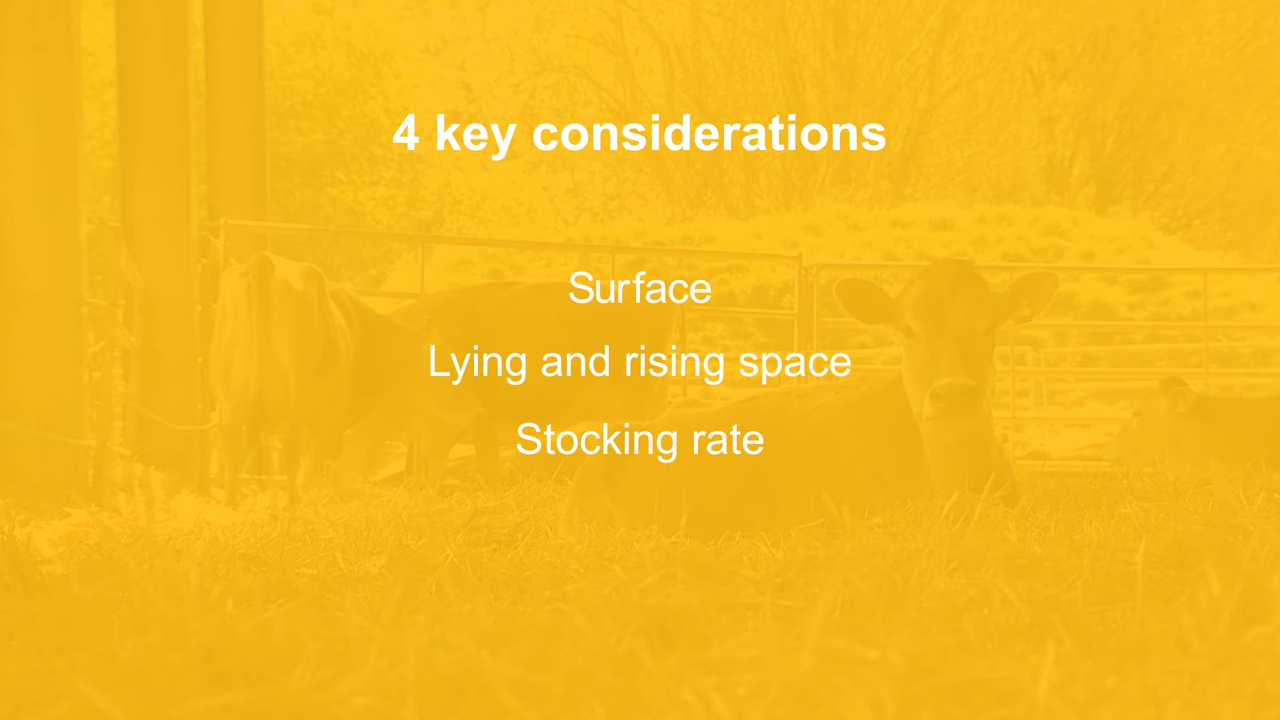 4 key considerations
Surface
Lying and rising space
Stocking rate